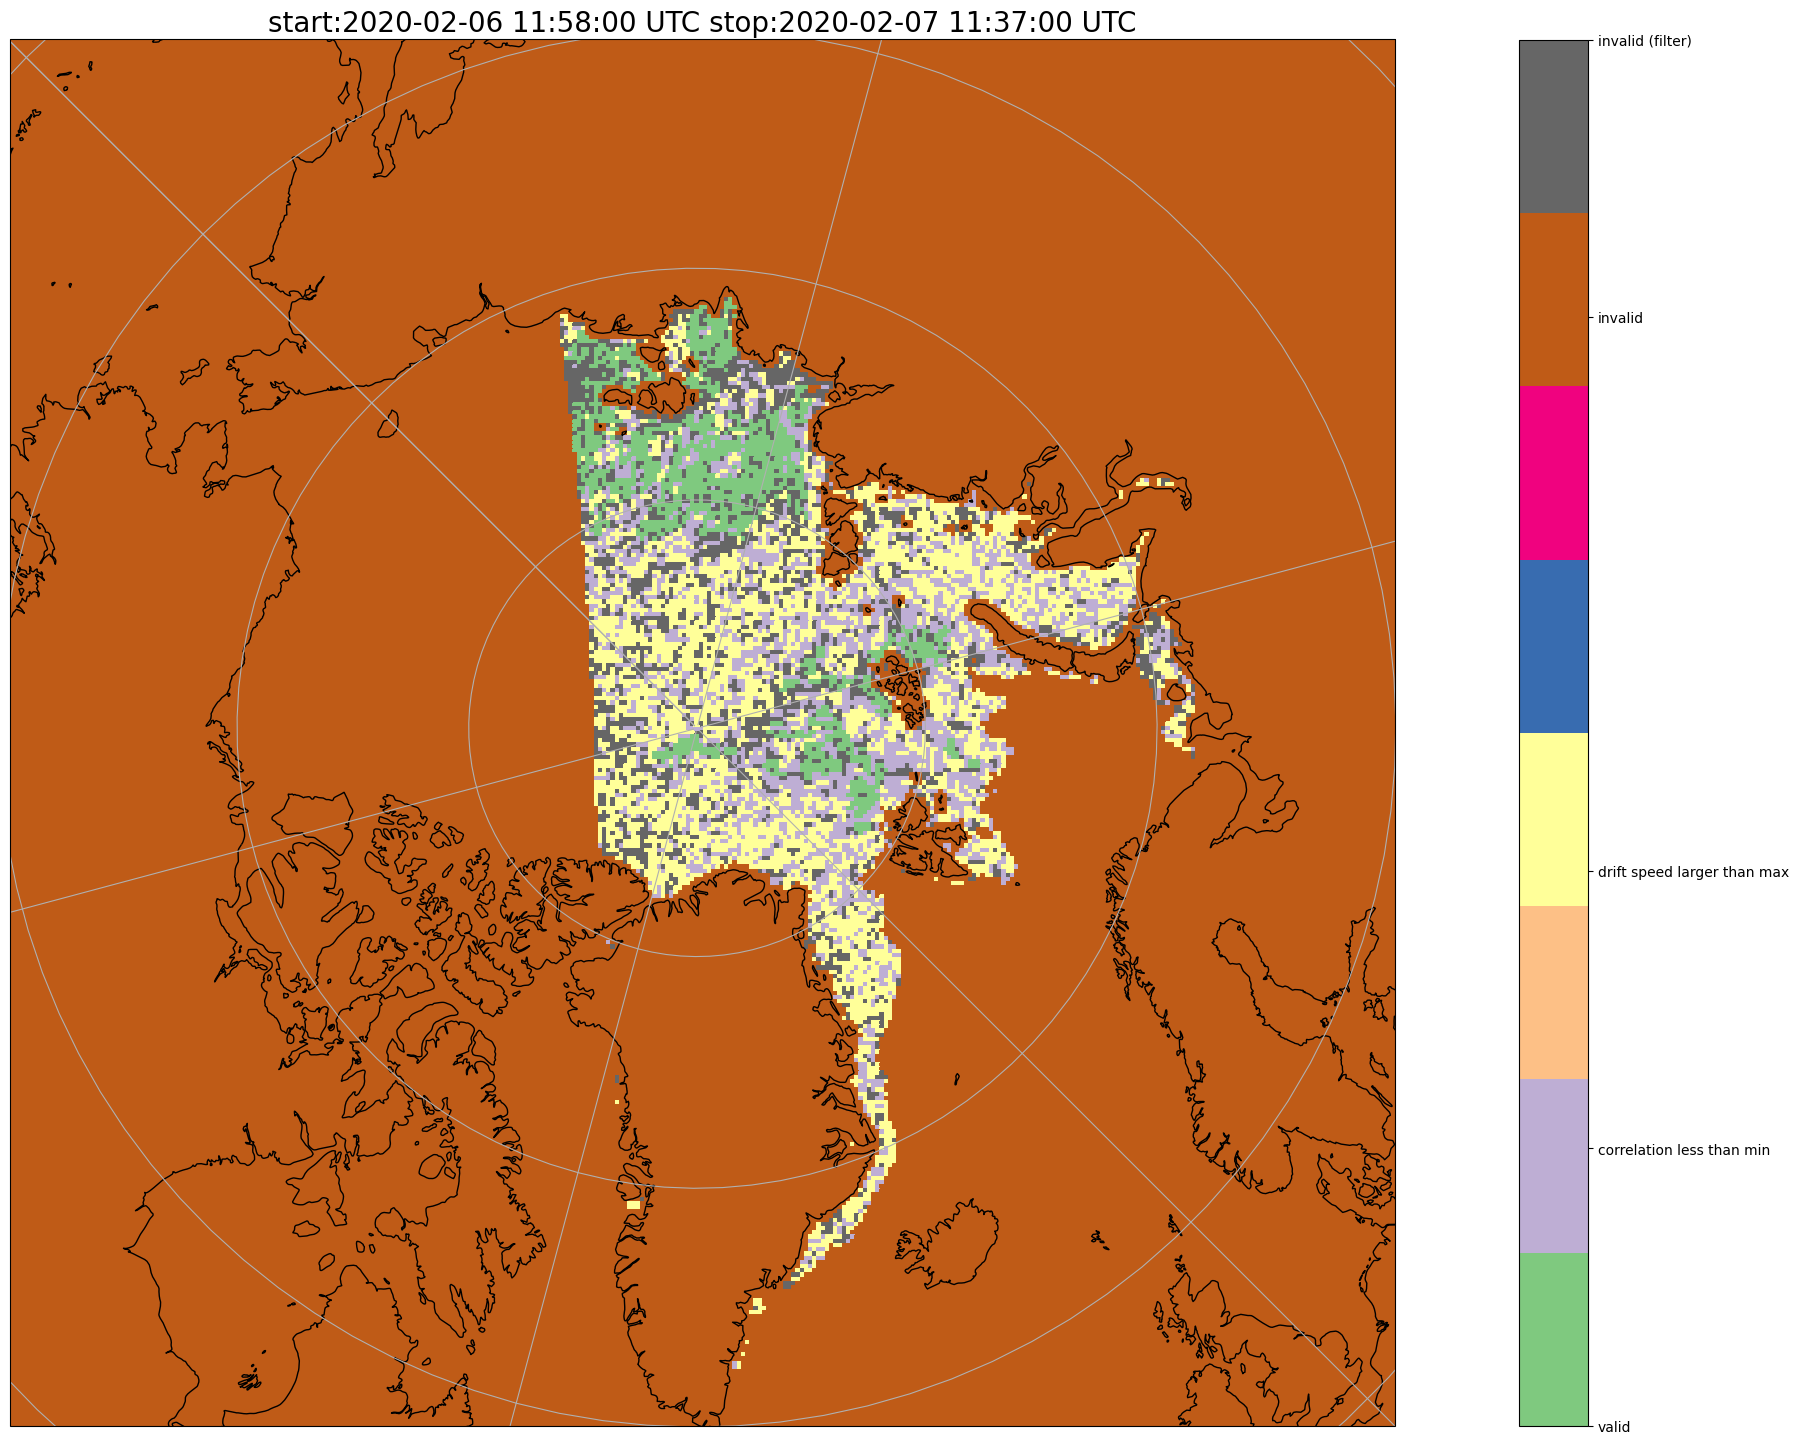 start:2020-02-06 11:58:00 UTC stop:2020-02-07 11:37:00 UTC
invalid (filter)
invalid
drift speed larger than max
correlation less than min
valid